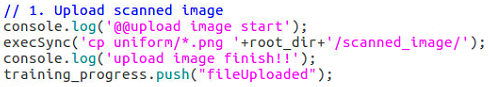 // 1. Upload scanned image
console.log('@@upload image start');
execSync('cp uniform/*.png '+root_dir+'/scanned_image/');
console.log('upload image finish!!');
training_progress.push("fileUploaded");